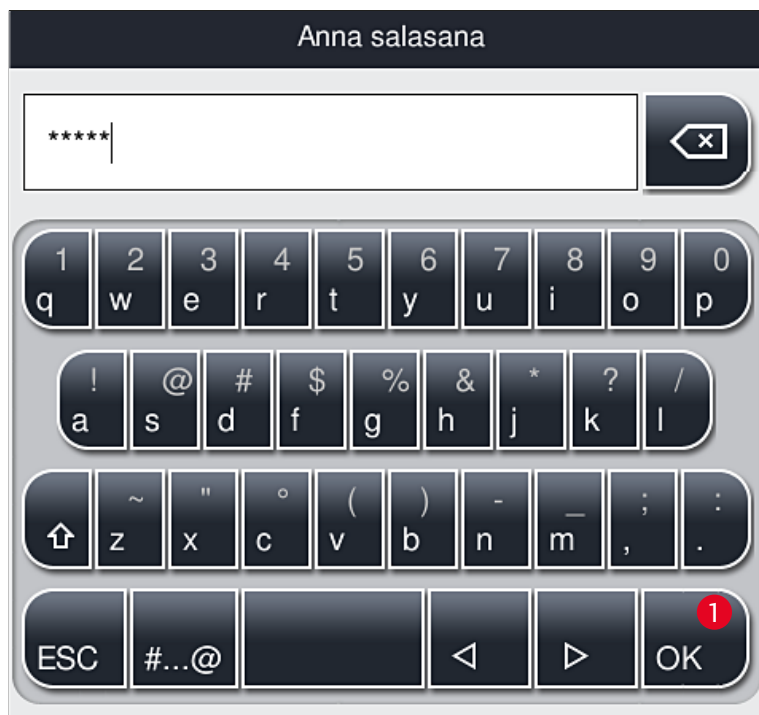 Anna salasana
*****
1 2 3 4 5 6 7 8 9 0
q w e r t y u i o p
! @ # $ % & * ? /
a s d f g h j k l
~ " ° ( ) - _ ; :
z x c v b n m , .
1
ESC #...@ OK